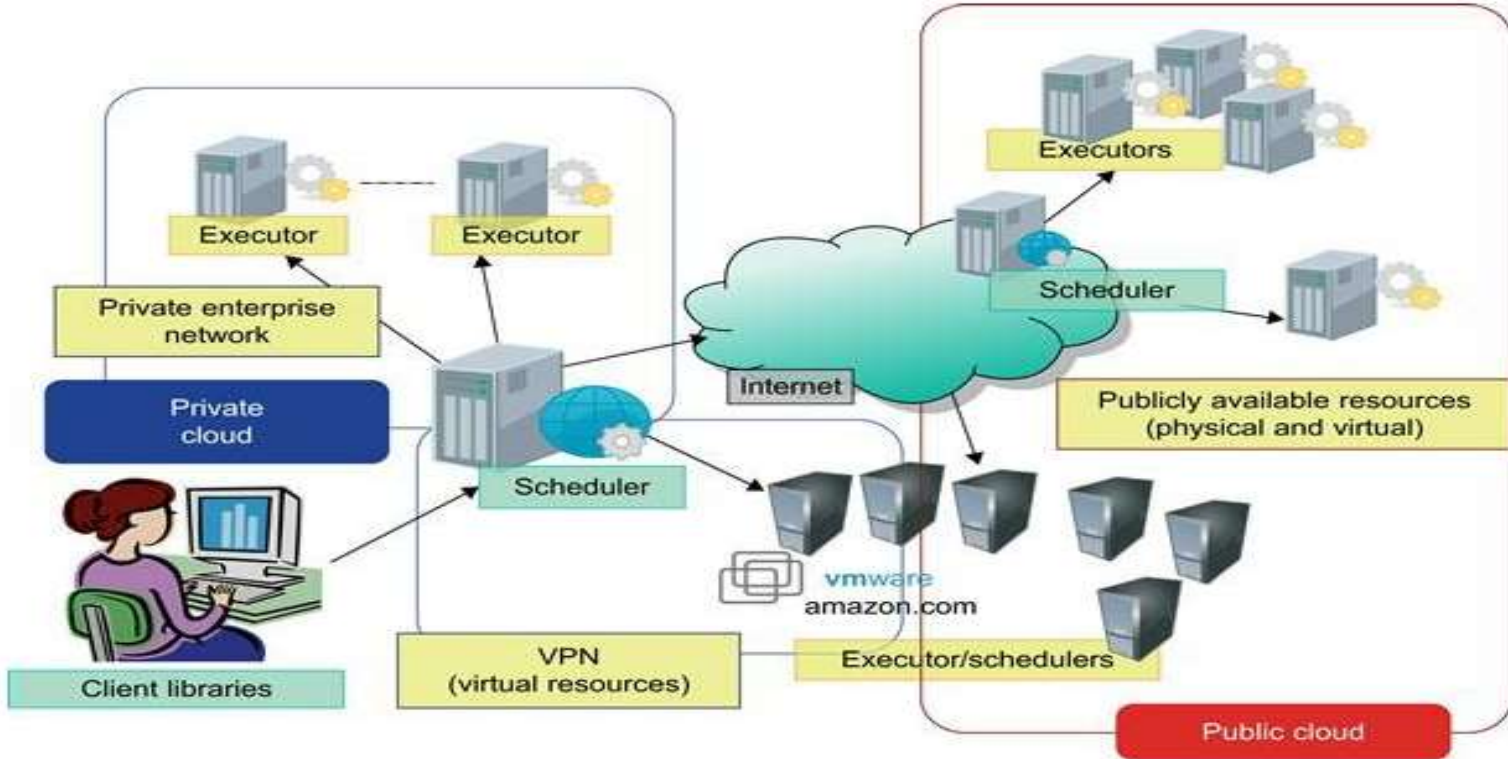 Executors
Executor
Executor
Scheduler
Private enterprise
network
Internet
Private
cloud
Publicly available resources
(physical and virtual)
Scheduler
vmware
amazon.com
VPN
(virtual resources)
Executor/schedulers
Client libraries
Public cloud